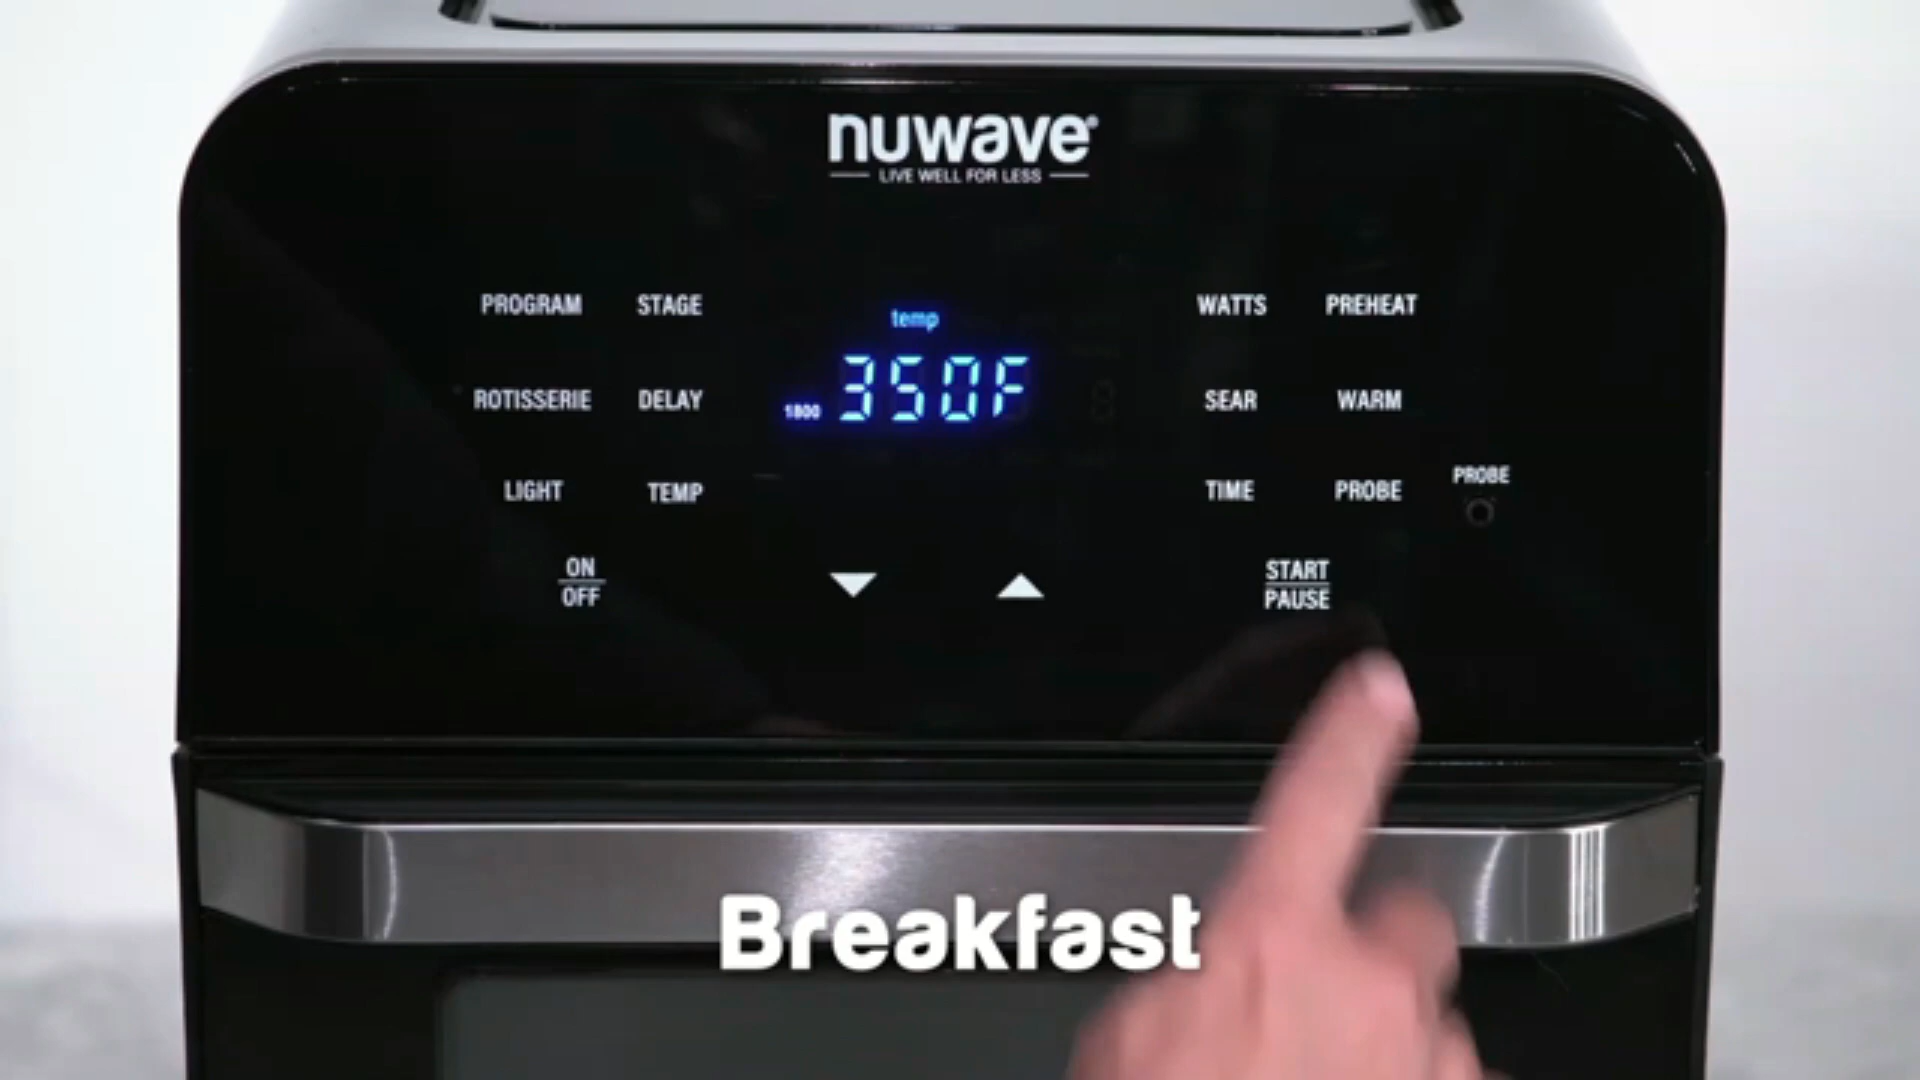 nuwave®
LIVE WELL FOR LESS
PROGRAM STAGE
temp
WATTS PREHEAT
350F
1800
ROTISSERIE DELAY
SEAR WARM
LIGHT TEMP
TIME PROBE
PROBE
ON
OFF
START
PAUSE
Breakfast